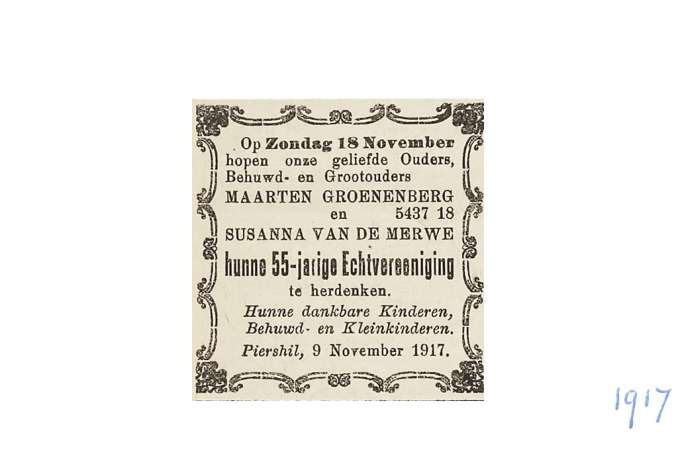 Op Zondag 18 November
hopen onze geliefde Ouders,
Behuwd- en Grootouders
MAARTEN GROENENBERG
en 5437 18
SUSANNA VAN DE MERWE
hunne 55-jarige Echtvereeniging
te herdenken.
Hunne dankbare Kinderen,
Behuwd- en Kleinkinderen.
Piershil, 9 November 1917.
1917